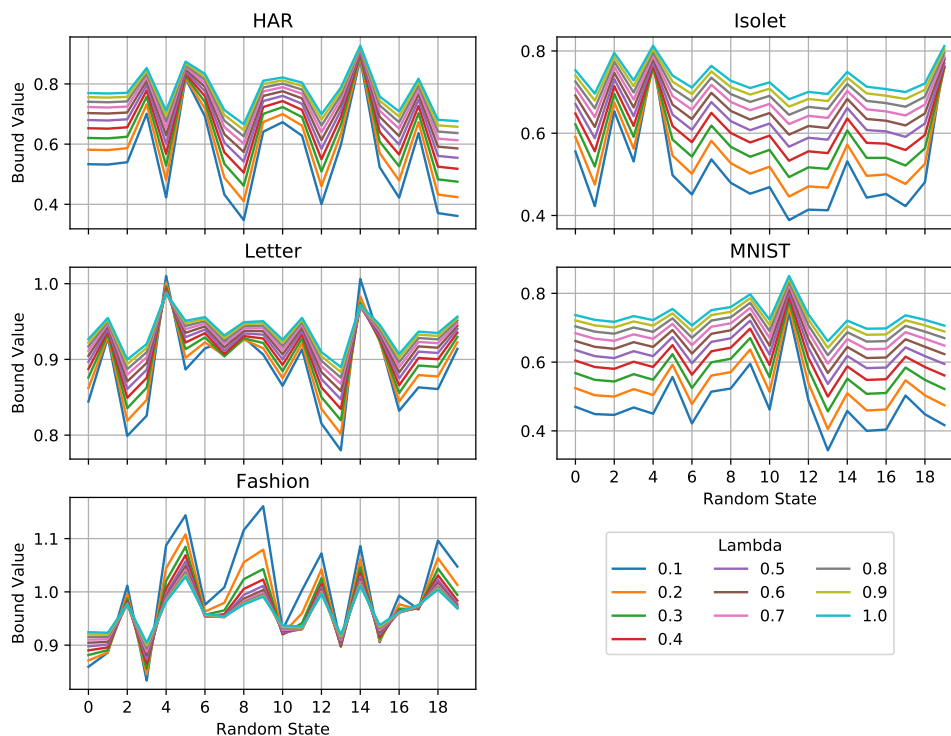 HAR
Bound Value
0.8
0.6
0.4
Isolet
0.8
0.6
0.4
Letter
Bound Value
1.0
0.9
0.8
MNIST
0.8
0.6
0.4
0 2 4 6 8 10 12 14 16 18
Random State
Fashion
Bound Value
1.1
1.0
0.9
0 2 4 6 8 10 12 14 16 18
Random State
Lambda
0.1 0.5 0.8
0.2 0.6 0.9
0.3 0.7 1.0
0.4